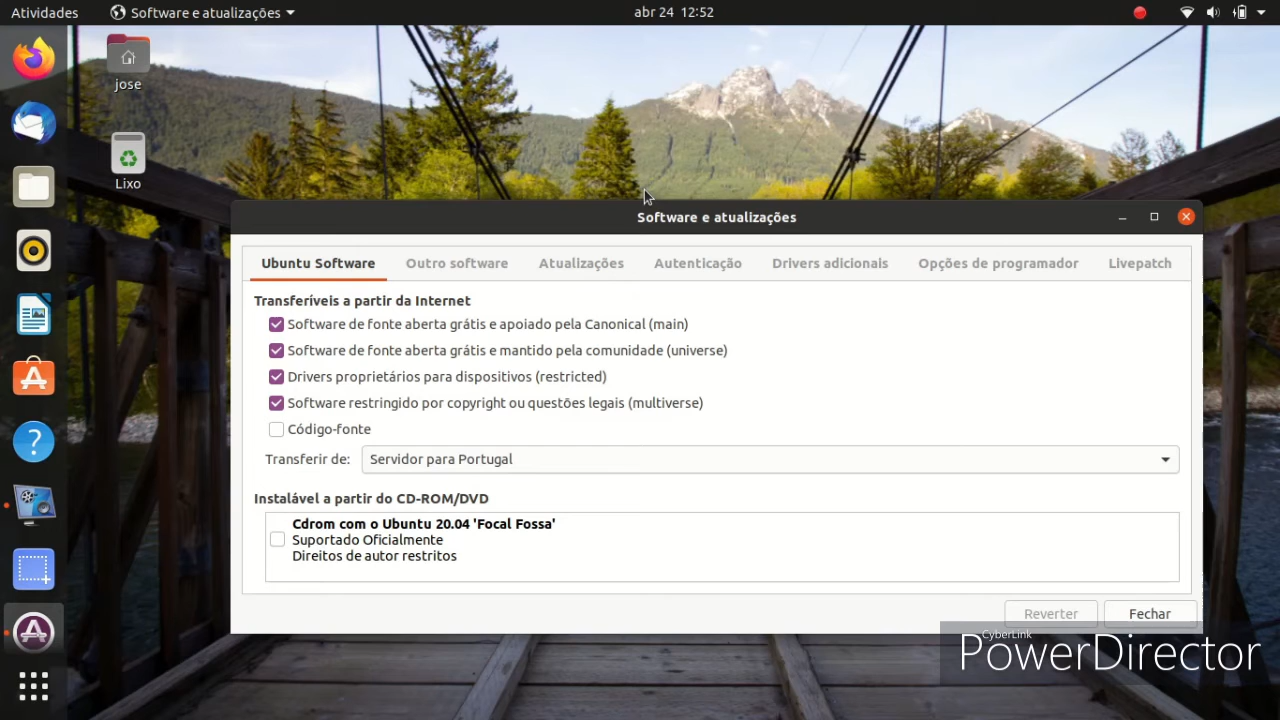 Atividades
Software e atualizações
abr 24 12:52
jose
Lixo
Software e atualizações
Ubuntu Software
Outro software
Atualizações
Autenticação
Drivers adicionais
Opções de programador
Livepatch
Transferíveis a partir da Internet
Software de fonte aberta grátis e apoiado pela Canonical (main)
Software de fonte aberta grátis e mantido pela comunidade (universe)
Drivers proprietários para dispositivos (restricted)
Software restringido por copyright ou questões legais (multiverse)
Código-fonte
Transferir de:
Servidor para Portugal
Instalável a partir do CD-ROM/DVD
Cdrom com o Ubuntu 20.04 'Focal Fossa'
Suportado Oficialmente
Direitos de autor restritos
Reverter
Fechar
CyberLink
PowerDirector